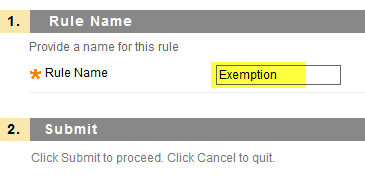 1. Rule Name
Provide a name for this rule
* Rule Name Exemption
2. Submit
Click Submit to proceed. Click Cancel to quit.